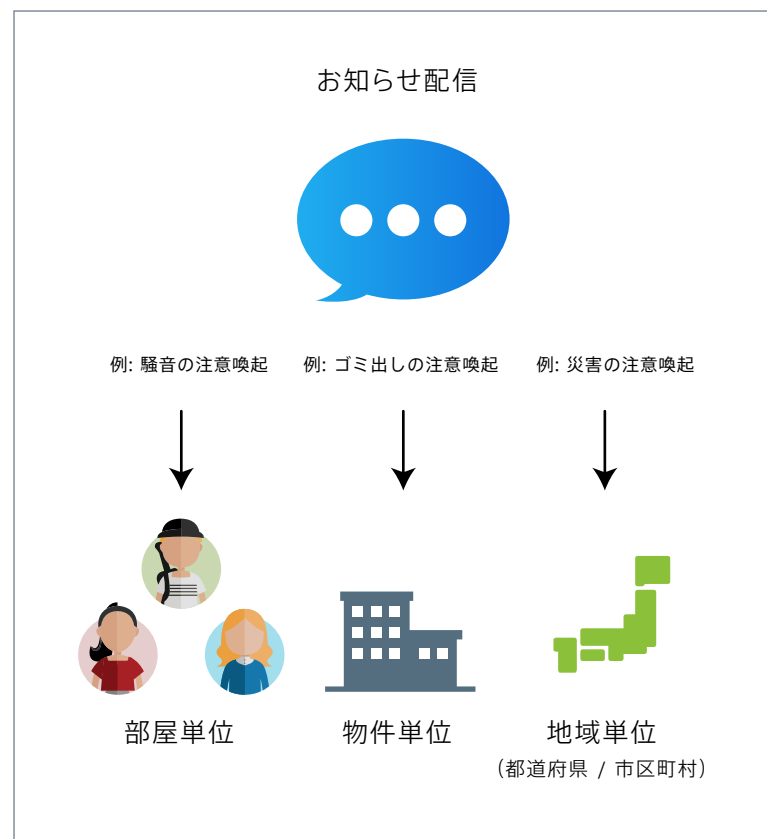 お知らせ配信
例: 騒音の注意喚起
例: ゴミ出しの注意喚起
例: 災害の注意喚起
部屋単位
物件単位
地域単位
（都道府県 / 市区町村）